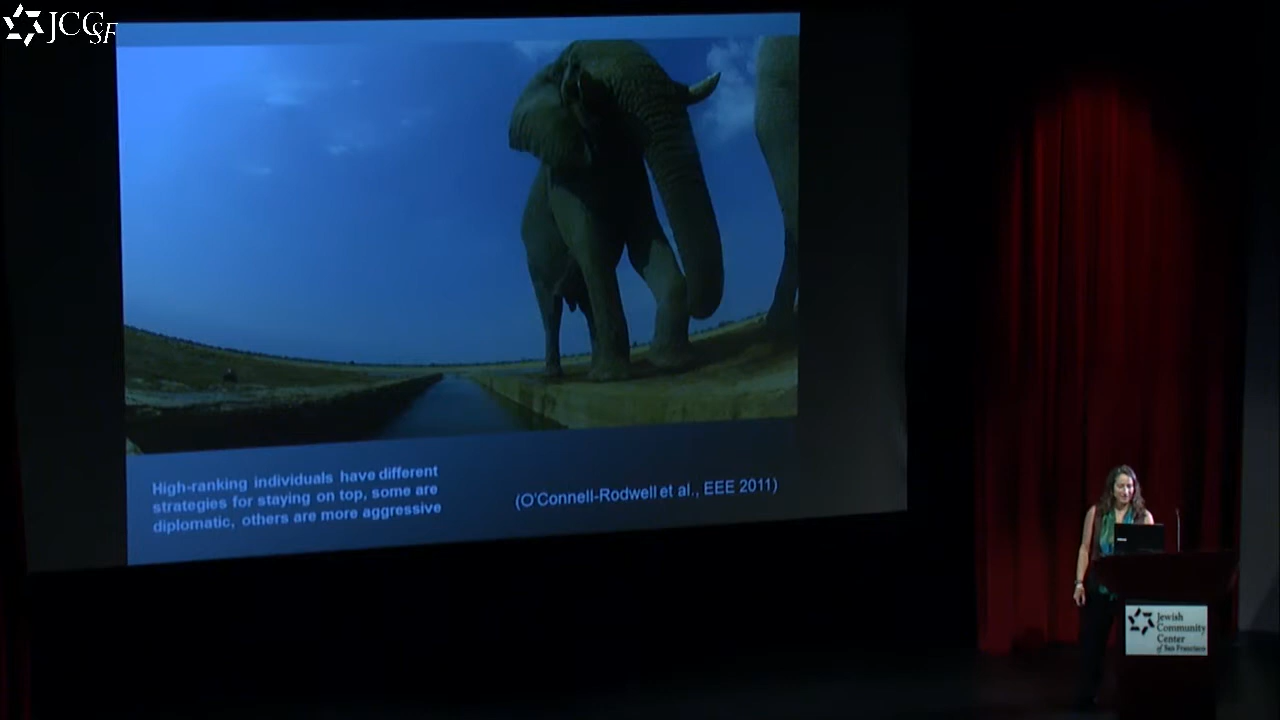 JCC
SF
High-ranking individuals have different
strategies for staying on top, some are
diplomatic, others are more aggressive
(O'Connell-Rodwell et al., EEE 2011)
Jewish
Community
Center
of San Francisco